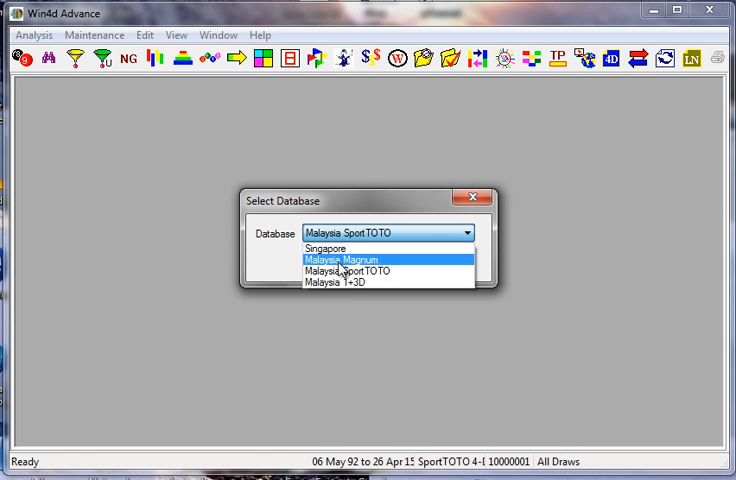 Win4d Advance
Analysis Maintenance Edit View Window Help
9 U NG $$ W TP 4D LN
Select Database
Database Malaysia SportTOTO
Singapore
Malaysia Magnum
Malaysia SportTOTO
Malaysia 1+3D
Ready 06 May 92 to 26 Apr 15 SportTOTO 4-D 10000001 All Draws